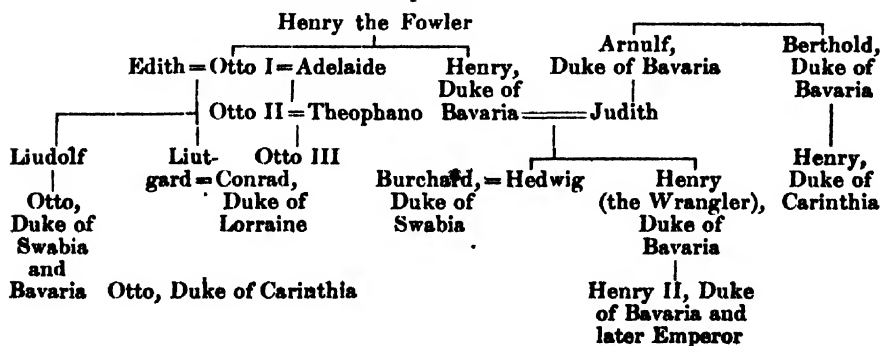 Henry the Fowler
Arnulf, Berthold,
Edith=Otto I=Adelaide Henry, Duke of Bavaria Duke of
Duke of Bavaria
Otto II=Theophano Bavaria Judith
Liudolf Liut- Otto III Henry,
gard=Conrad, Burchard,=Hedwig Henry Duke of
Otto, Duke of Duke of (the Wrangler), Carinthia
Duke of Lorraine Swabia Duke of
Swabia Bavaria
and
Bavaria Otto, Duke of Carinthia Henry II, Duke
of Bavaria and
later Emperor